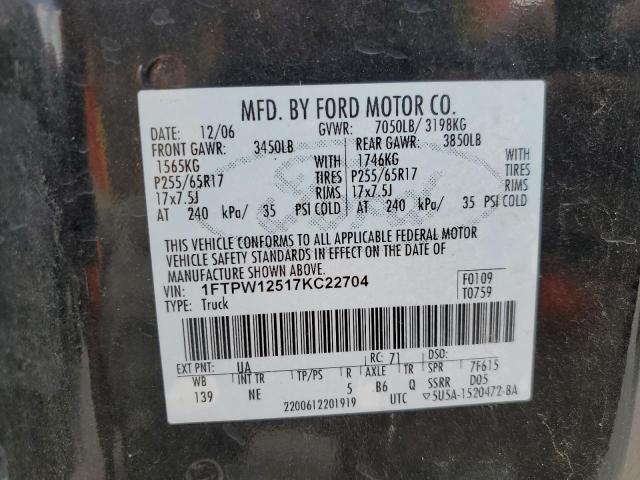 MFD. BY FORD MOTOR CO.
DATE: 12/06 GVWR: 7050LB/ 3198KG
FRONT GAWR: 3450LB REAR GAWR: 3850LB
1565KG WITH 1746KG WITH
P255/65R17 TIRES P255/65R17 TIRES
17x7.5J RIMS 17x7.5J RIMS
AT 240 kPa/ 35 PSI COLD AT 240 kPa/ 35 PSI COLD
THIS VEHICLE CONFORMS TO ALL APPLICABLE FEDERAL MOTOR
VEHICLE SAFETY STANDARDS IN EFFECT ON THE DATE OF
MANUFACTURE SHOWN ABOVE.
VIN: 1FTPW12517KC22704 F0109
TYPE: Truck T0759
EXT PNT: UA RC: 71 DSO:
WB INT TR TP/PS R AXLE TR SPR 7F615
139 NE 5 B6 Q SSRR D05
2200612201919 UTC ▽5U5A-1520472-BA